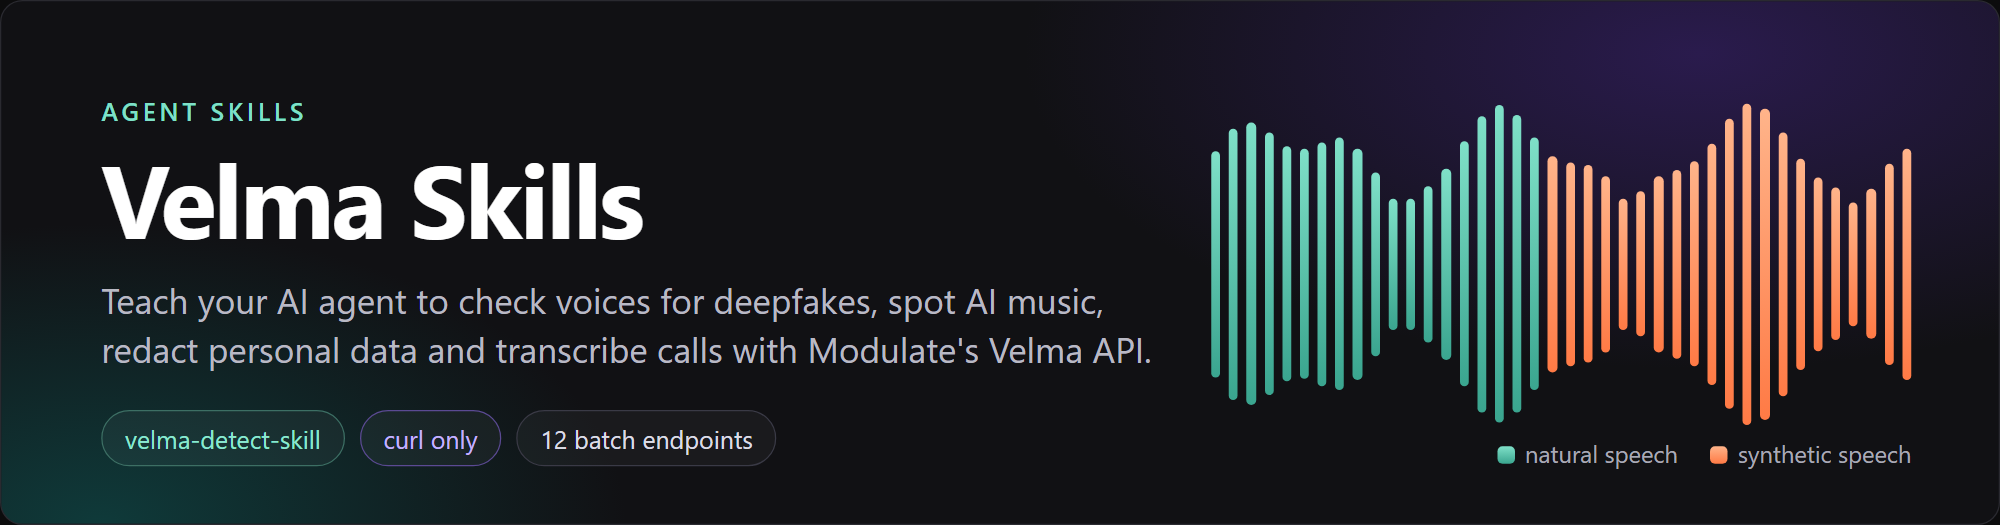 AGENT SKILLS
Velma Skills
Teach your AI agent to check voices for deepfakes, spot AI music,
redact personal data and transcribe calls with Modulate's Velma API.
velma-detect-skill
curl only
12 batch endpoints
natural speech
synthetic speech